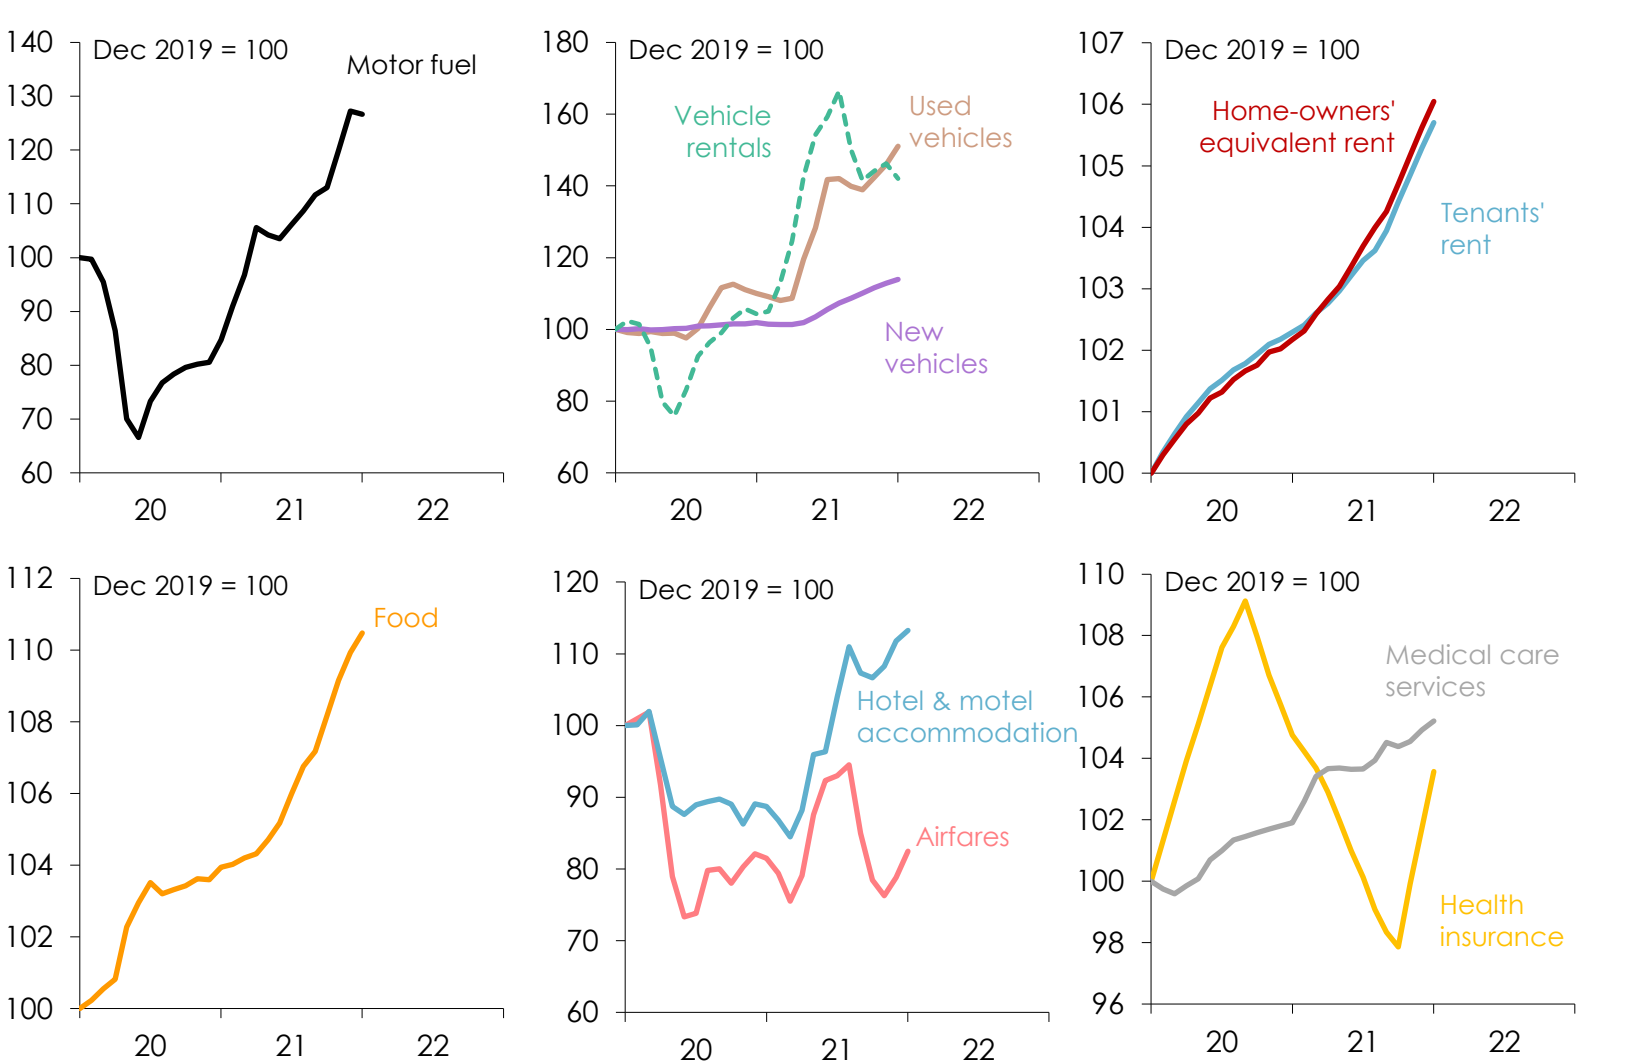 Dec 2019 = 100
Motor fuel
140
130
120
110
100
90
80
70
60
20 21 22
Dec 2019 = 100
Vehicle
rentals
Used
vehicles
New
vehicles
180
160
140
120
100
80
60
20 21 22
Dec 2019 = 100
Home-owners'
equivalent rent
Tenants'
rent
107
106
105
104
103
102
101
100
20 21 22
Dec 2019 = 100
Food
112
110
108
106
104
102
100
20 21 22
Dec 2019 = 100
Hotel & motel
accommodation
Airfares
120
110
100
90
80
70
60
20 21 22
Dec 2019 = 100
Medical care
services
Health
insurance
110
108
106
104
102
100
98
96
20 21 22